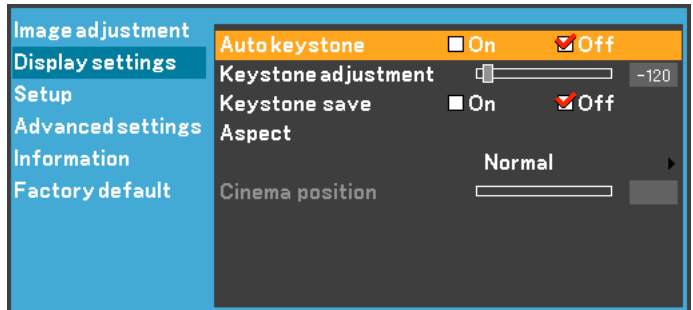 Image adjustment
Display settings
Setup
Advanced settings
Information
Factory default
Auto keystone On Off
Keystone adjustment -120
Keystone save On Off
Aspect
Normal
Cinema position